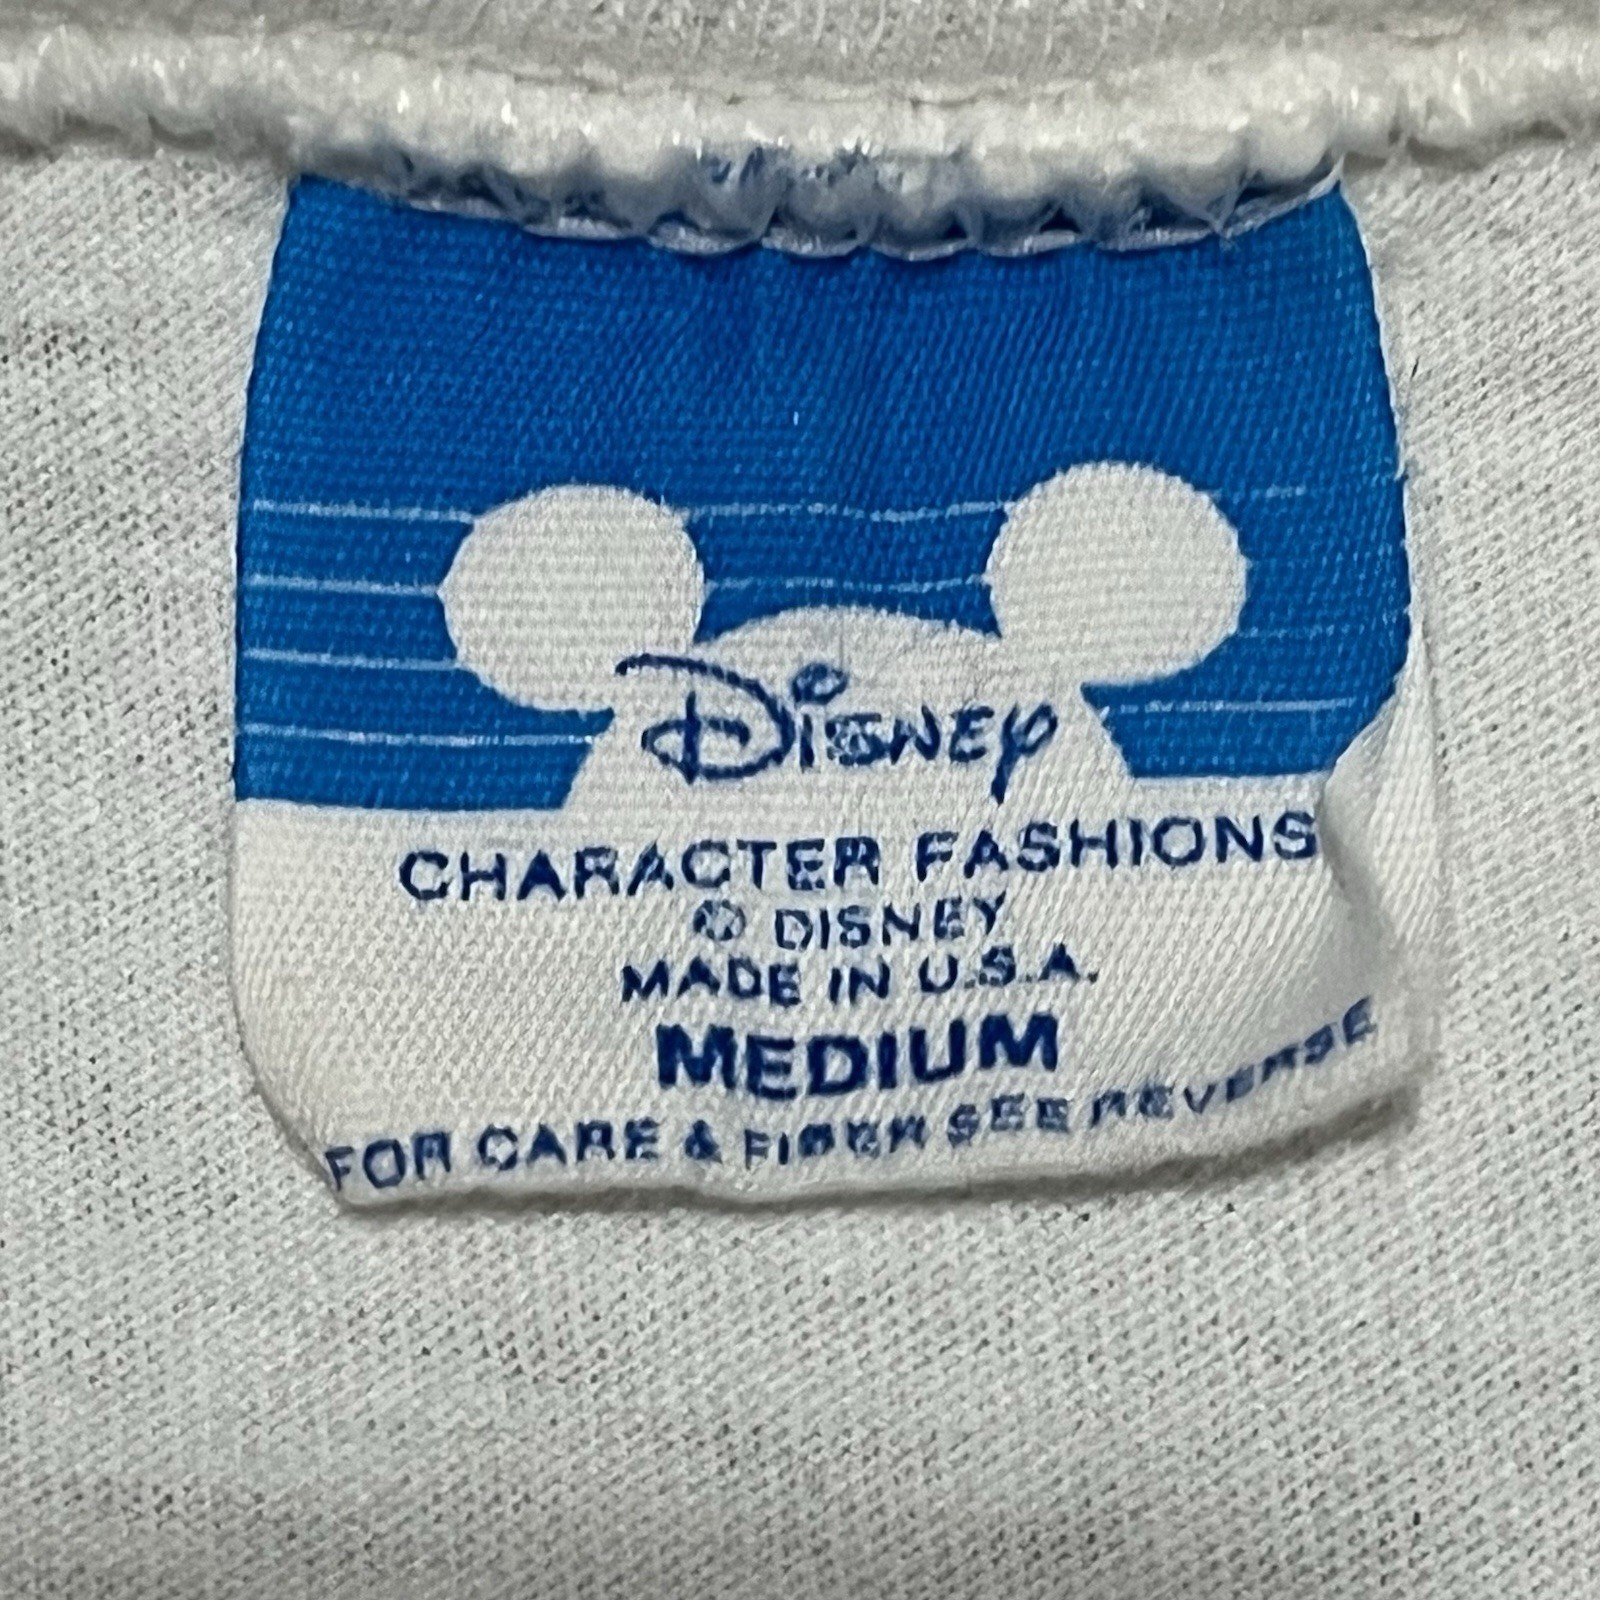 Disney
CHARACTER FASHIONS
© DISNEY
MADE IN U.S.A.
MEDIUM
FOR CARE & FIBER SEE REVERSE